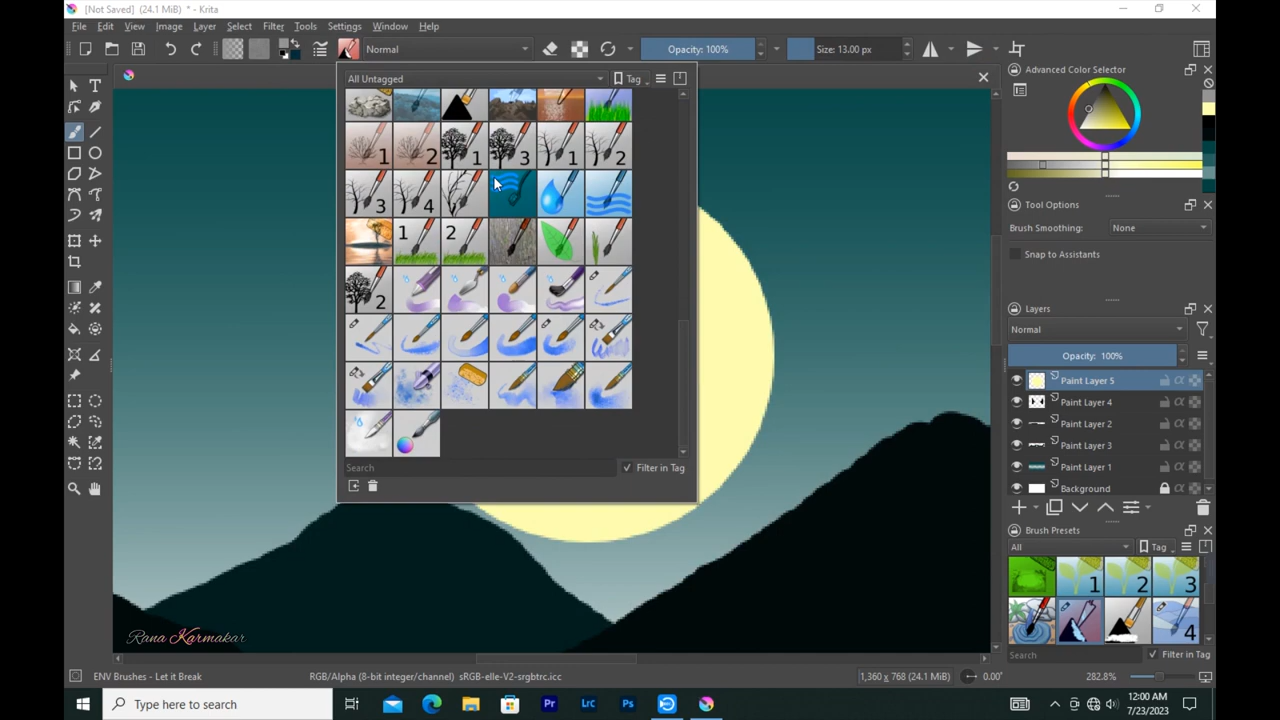 [Not Saved] (24.1 MiB) * - Krita
File Edit View Image Layer Select Filter Tools Settings Window Help
Normal Opacity: 100% Size: 13.00 px
All Untagged Tag
1 2 1 3 1 2
3 4
1 2
2
Search Filter in Tag
Advanced Color Selector
Tool Options
Brush Smoothing: None
Snap to Assistants
Layers
Normal
Opacity: 100%
Paint Layer 5
Paint Layer 4
Paint Layer 2
Paint Layer 3
Paint Layer 1
Background
Brush Presets
All Tag
1 2 3
4
Search Filter in Tag
Rana Karmakar
ENV Brushes - Let it Break RGB/Alpha (8-bit integer/channel) sRGB-elle-V2-srgbtrc.icc 1,360 x 768 (24.1 MiB) 0.00° 282.8%
Type here to search Pr Lrc Ps 12:00 AM
7/23/2023